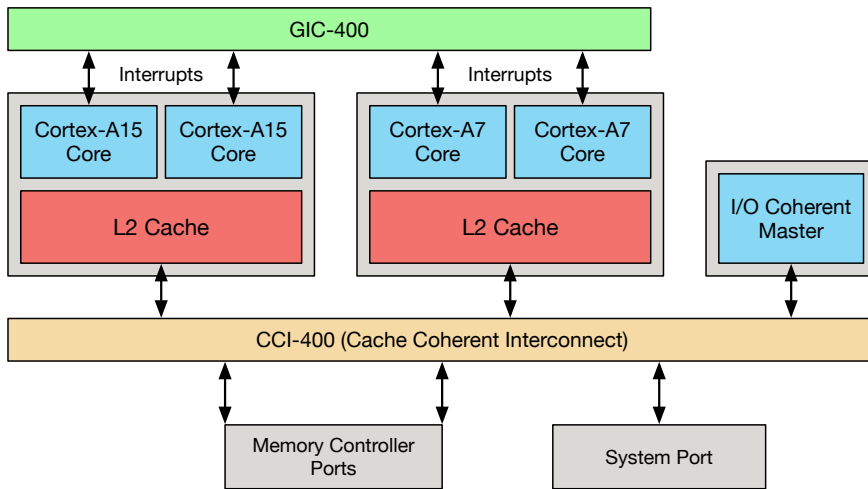 GIC-400
Interrupts
Interrupts
Cortex-A15
Core
Cortex-A15
Core
Cortex-A7
Core
Cortex-A7
Core
L2 Cache
L2 Cache
I/O Coherent
Master
CCI-400 (Cache Coherent Interconnect)
Memory Controller
Ports
System Port